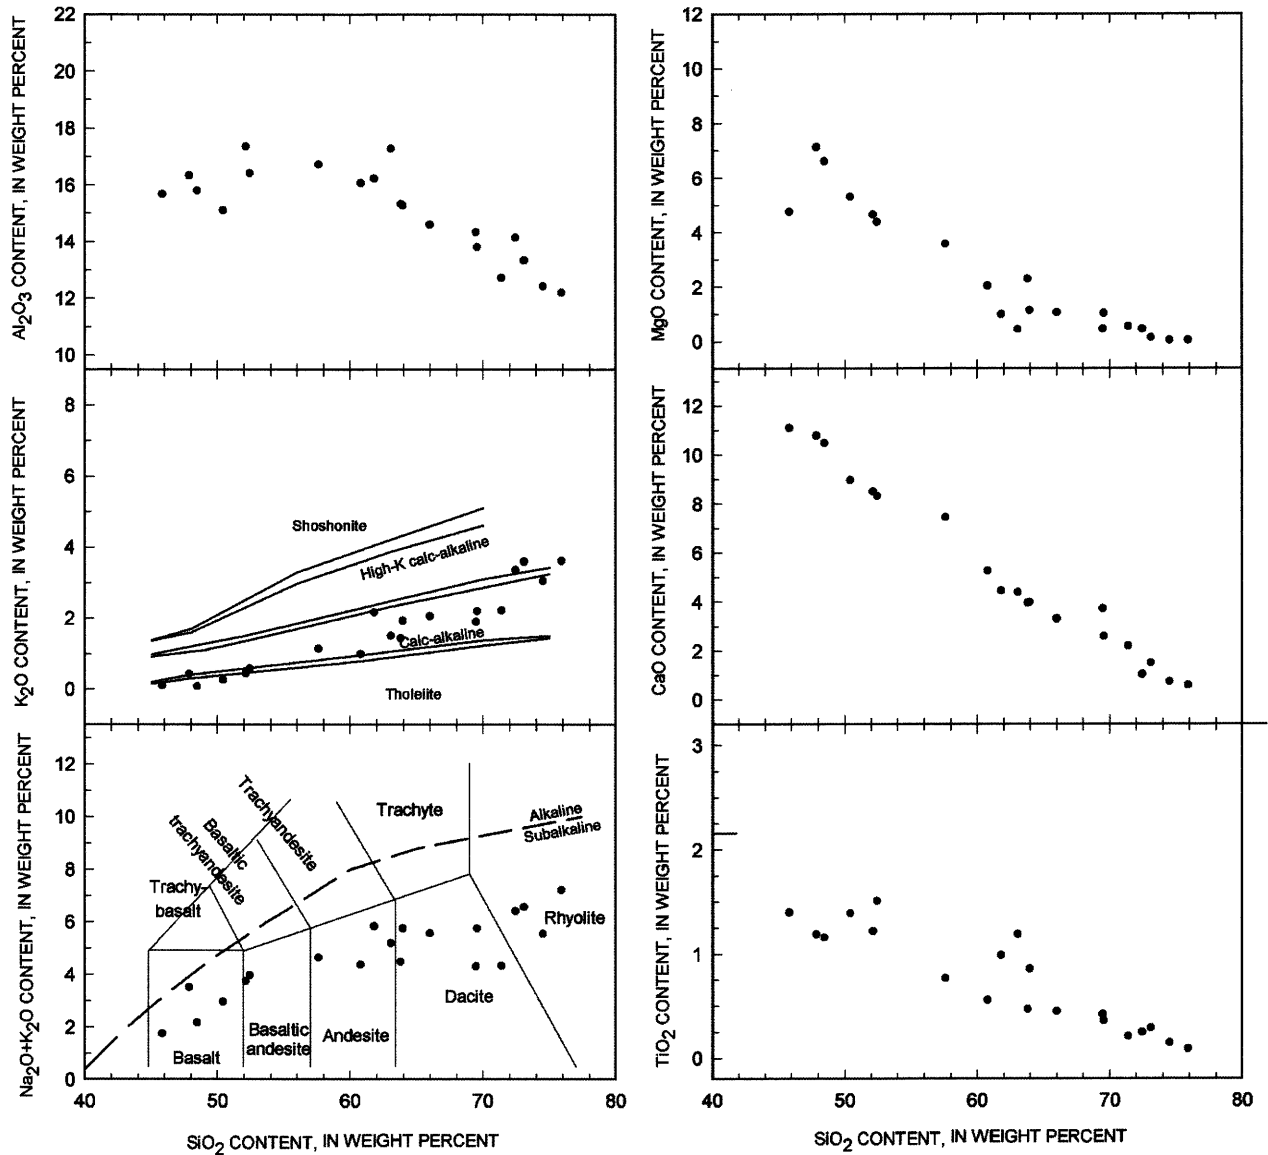 Al2O3 CONTENT, IN WEIGHT PERCENT
22
20
18
16
14
12
10
MgO CONTENT, IN WEIGHT PERCENT
12
10
8
6
4
2
0
K2O CONTENT, IN WEIGHT PERCENT
8
6
4
2
0
Shoshonite
High-K calc-alkaline
Calc-alkaline
Tholeiite
CaO CONTENT, IN WEIGHT PERCENT
12
10
8
6
4
2
0
Na2O+K2O CONTENT, IN WEIGHT PERCENT
12
10
8
6
4
2
0
Trachy-
basalt
Basaltic
trachyandesite
Trachyandesite
Trachyte
Alkaline
Subalkaline
Rhyolite
Dacite
Andesite
Basaltic
andesite
Basalt
40
50
60
70
80
SiO2 CONTENT, IN WEIGHT PERCENT
TiO2 CONTENT, IN WEIGHT PERCENT
3
2
1
0
40
50
60
70
80
SiO2 CONTENT, IN WEIGHT PERCENT